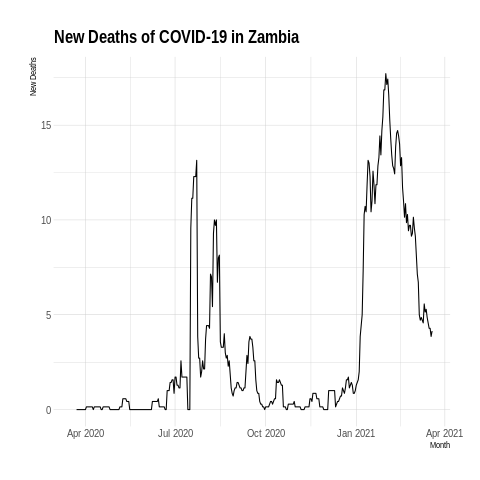 New Deaths of COVID-19 in Zambia
New Deaths
15
10
5
0
Apr 2020
Jul 2020
Oct 2020
Jan 2021
Apr 2021
Month